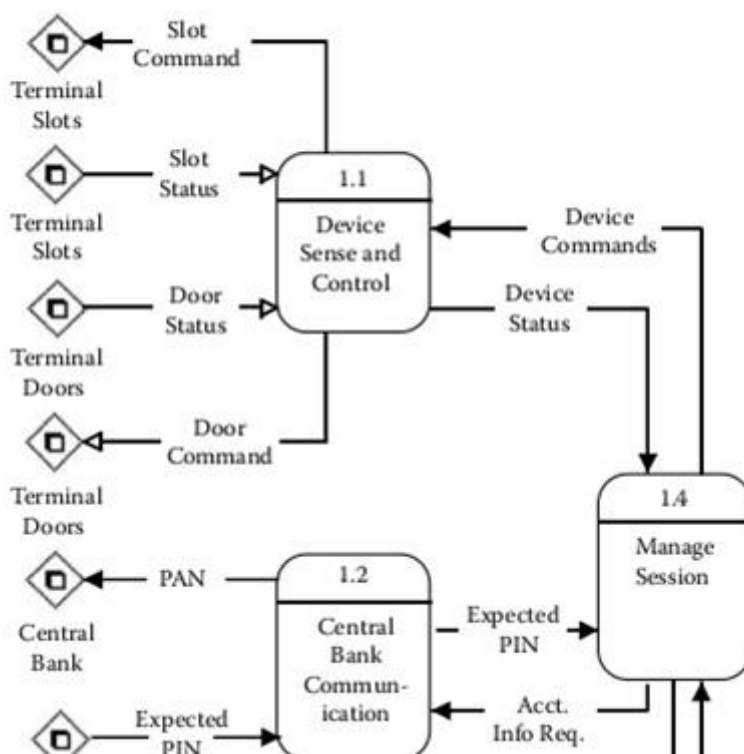 Slot
Command
Terminal
Slots
Slot
Status
1.1
Terminal
Slots
Device
Sense and
Control
Device
Commands
Door
Status
Device
Status
Terminal
Doors
Door
Command
Terminal
Doors
1.4
Manage
Session
PAN
1.2
Central
Bank
Central
Bank
Commun-
ication
Expected
PIN
Expected
PIN
Acct.
Info Req.